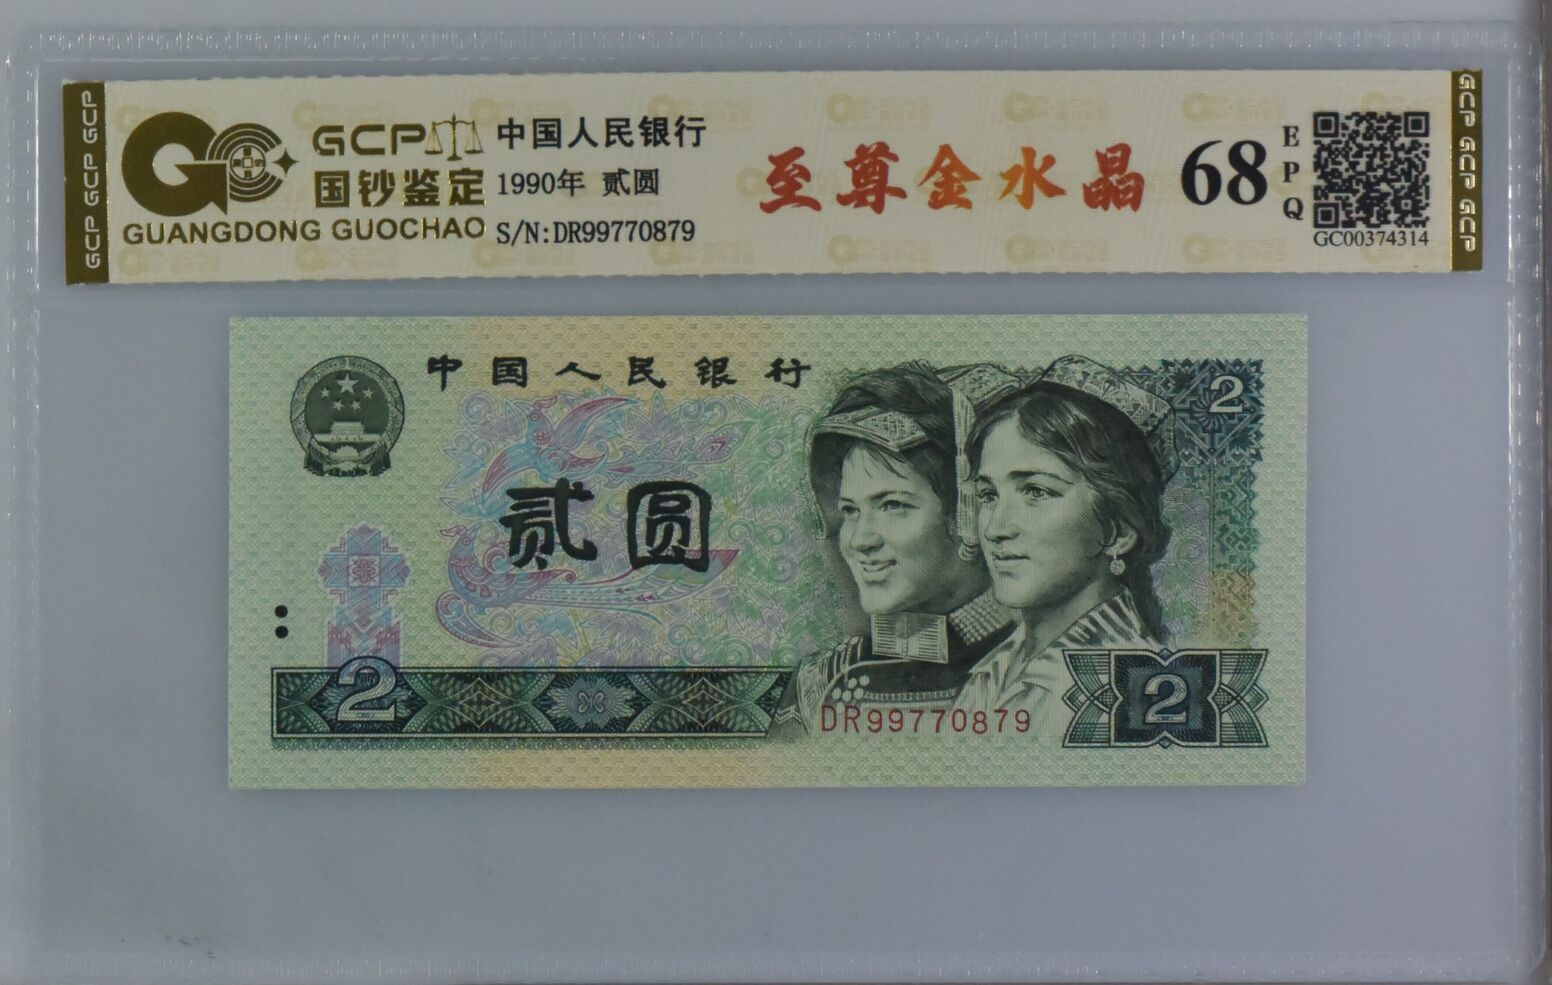 GCP GCP GCP
GCP
国钞鉴定
GUANGDONG GUOCHAO
中国人民银行
1990年 贰圆
S/N:DR99770879
至尊金水晶
68
EPQ
GC00374314
GCP GCP GCP
中国人民银行
2
贰圆
2
DR99770879
2